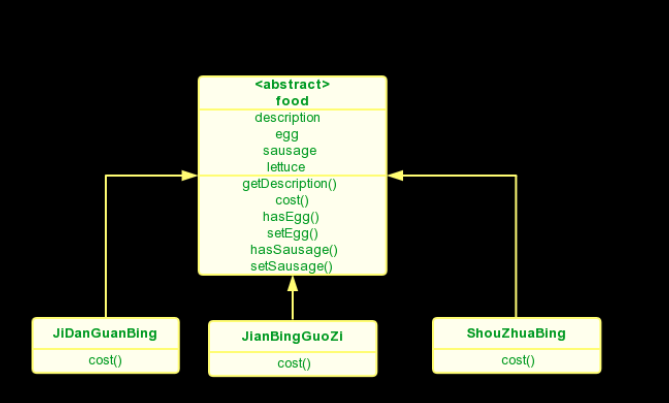 <abstract>
food
description
egg
sausage
lettuce
getDescription()
cost()
hasEgg()
setEgg()
hasSausage()
setSausage()
JiDanGuanBing
cost()
JianBingGuoZi
cost()
ShouZhuaBing
cost()